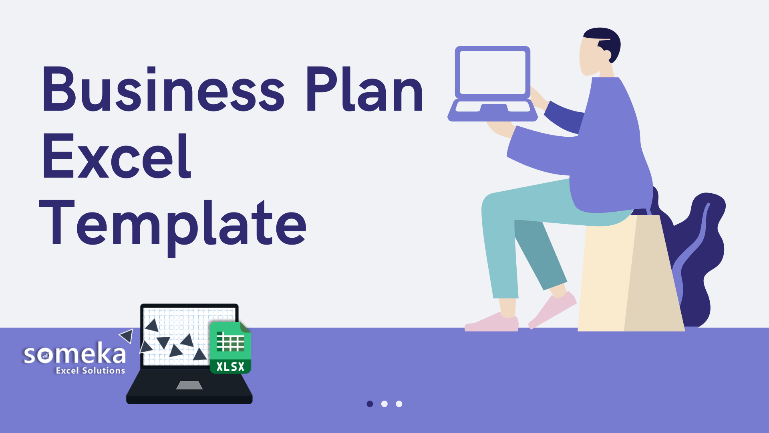 Business Plan
Excel
Template
someka
Excel Solutions
XLSX